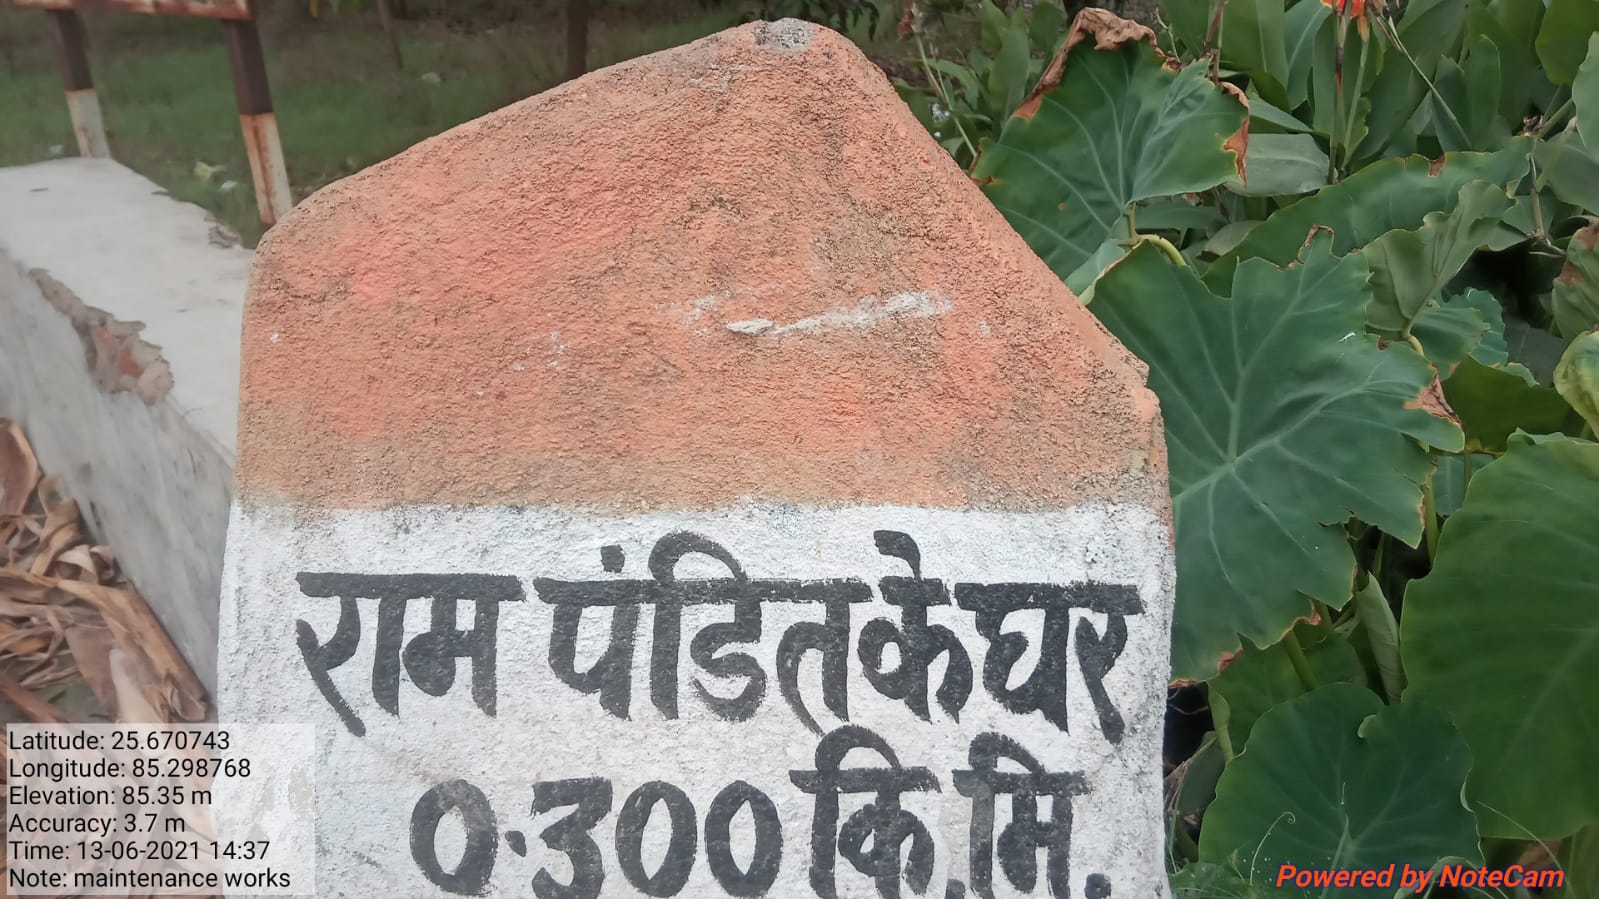 राम पंडित के घर
0.300 कि.मि.
Latitude: 25.670743
Longitude: 85.298768
Elevation: 85.35 m
Accuracy: 3.7 m
Time: 13-06-2021 14:37
Note: maintenance works
Powered by NoteCam